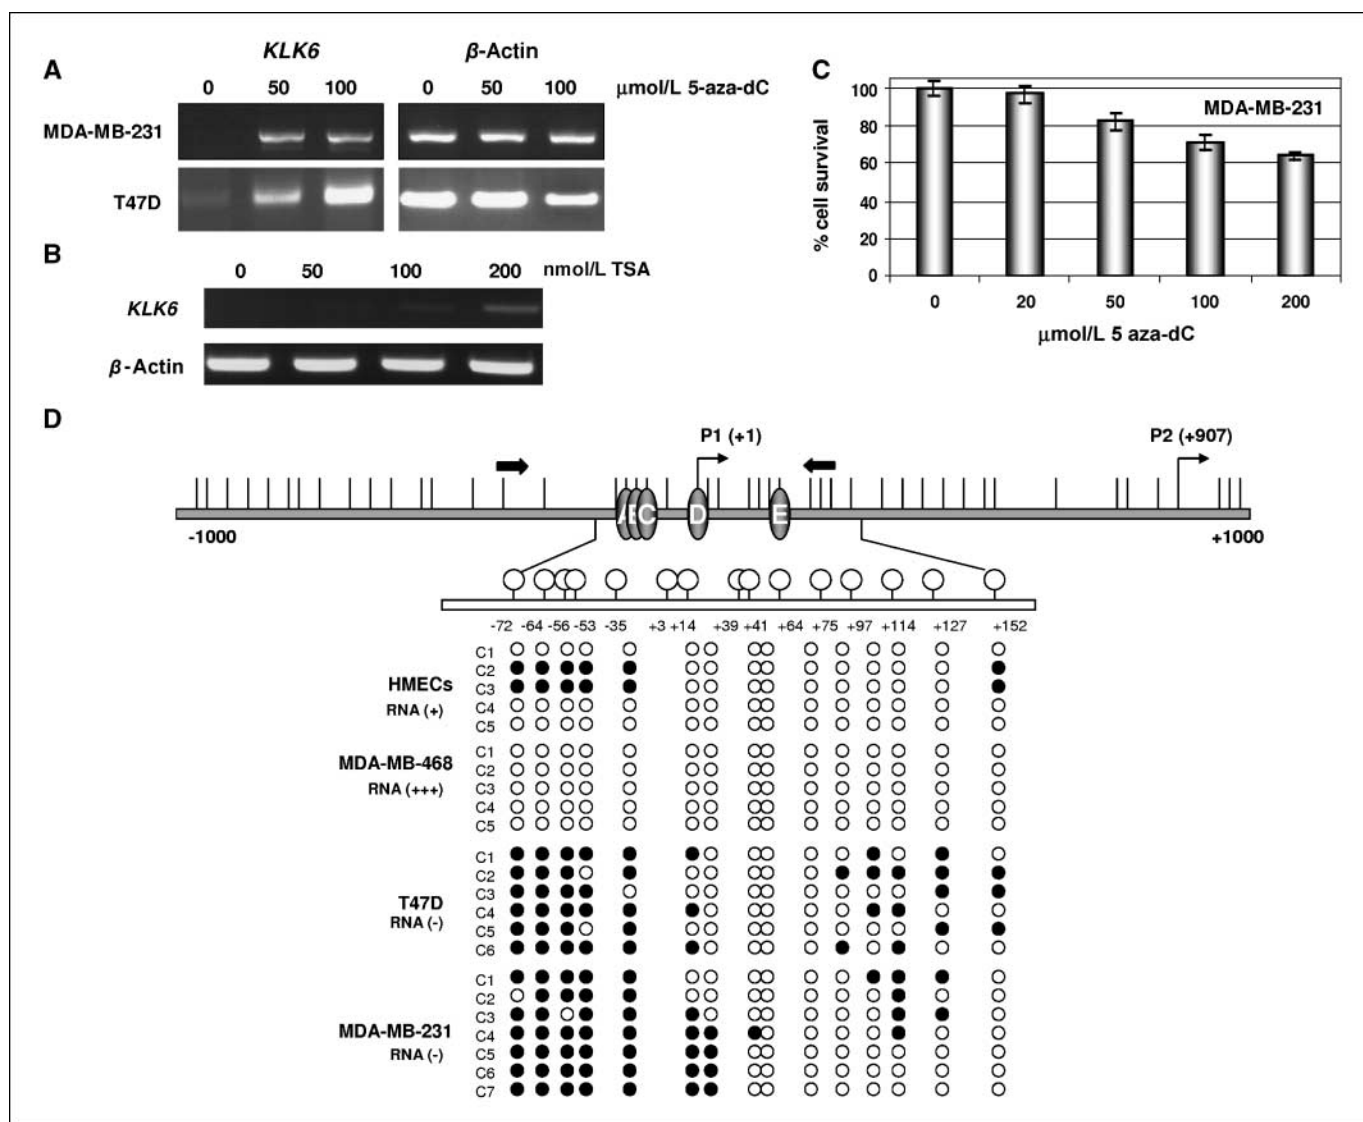 A
KLK6
β-Actin
0 50 100 0 50 100 μmol/L 5-aza-dC
MDA-MB-231
T47D
B
0 50 100 200 nmol/L TSA
KLK6
β-Actin
C
MDA-MB-231
% cell survival
100
80
60
40
20
0
0 20 50 100 200
μmol/L 5 aza-dC
D
P1 (+1)
P2 (+907)
A B C D E
-1000
+1000
-72 -64 -56 -53 -35 +3 +14 +39 +41 +64 +75 +97 +114 +127 +152
HMECs
RNA (+)
C1
C2
C3
C4
C5
MDA-MB-468
RNA (+++)
C1
C2
C3
C4
C5
T47D
RNA (-)
C1
C2
C3
C4
C5
C6
MDA-MB-231
RNA (-)
C1
C2
C3
C4
C5
C6
C7